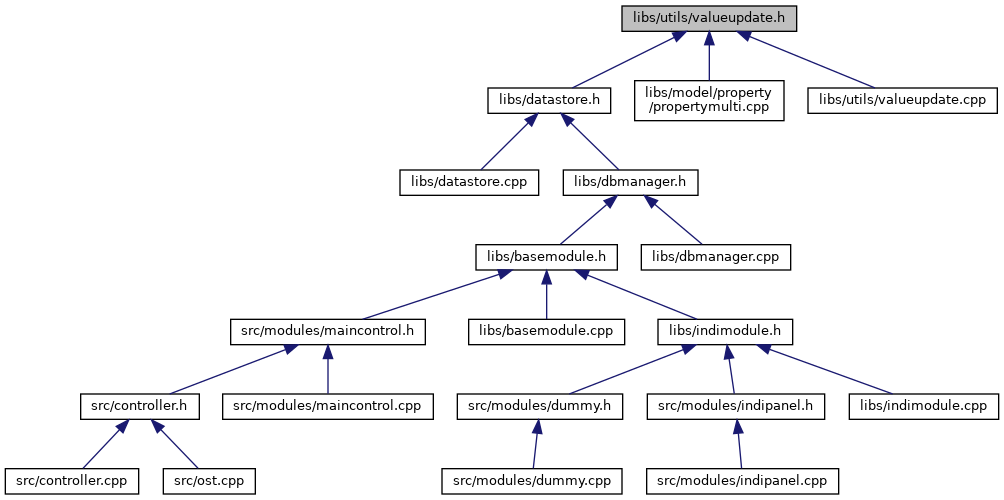 libs/utils/valueupdate.h
libs/datastore.h
libs/model/property
/propertymulti.cpp
libs/utils/valueupdate.cpp
libs/datastore.cpp
libs/dbmanager.h
libs/basemodule.h
libs/dbmanager.cpp
src/modules/maincontrol.h
libs/basemodule.cpp
libs/indimodule.h
src/controller.h
src/modules/maincontrol.cpp
src/modules/dummy.h
src/modules/indipanel.h
libs/indimodule.cpp
src/controller.cpp
src/ost.cpp
src/modules/dummy.cpp
src/modules/indipanel.cpp